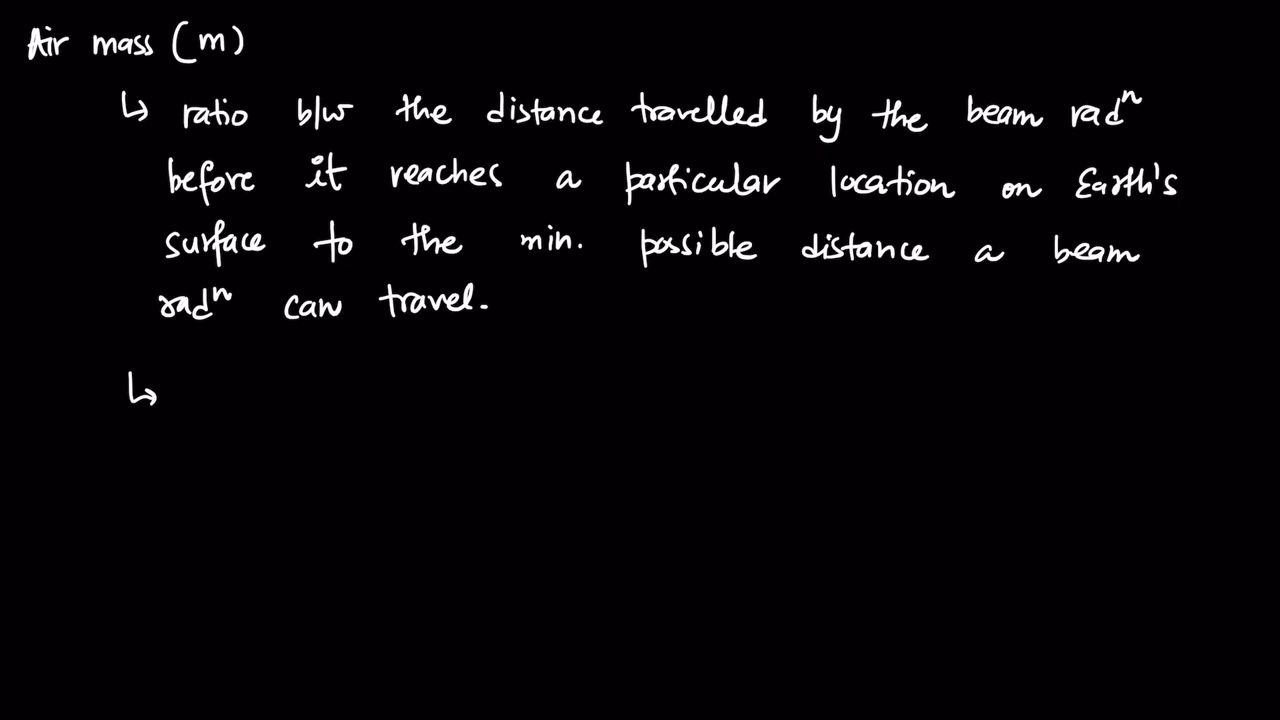 Air mass (m)
↳ ratio b/w the distance travelled by the beam radⁿ
before it reaches a particular location on Earth's
surface to the min. possible distance a beam
radⁿ can travel.
↳